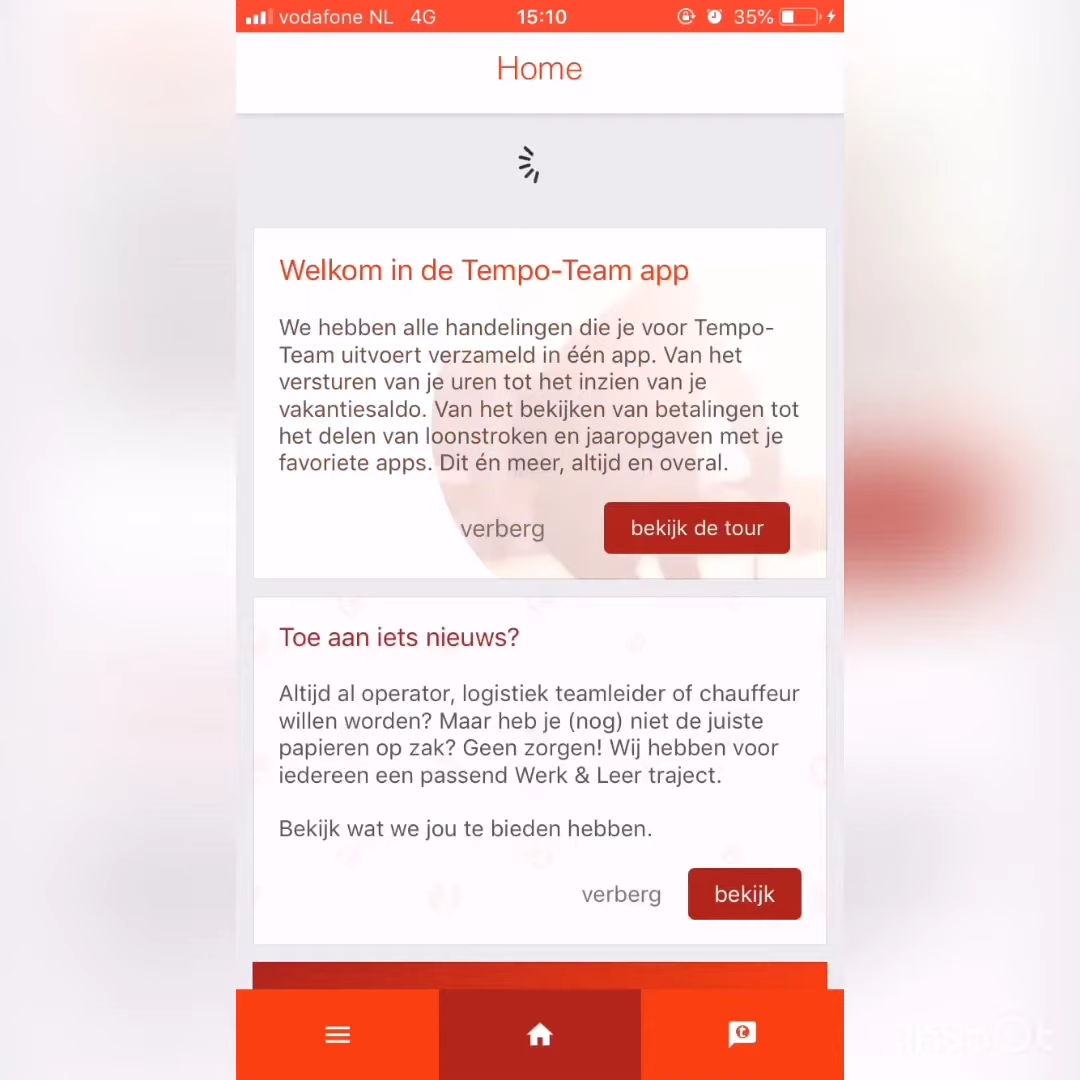 vodafone NL 4G 15:10 35%
Home
Welkom in de Tempo-Team app
We hebben alle handelingen die je voor Tempo-
Team uitvoert verzameld in één app. Van het
versturen van je uren tot het inzien van je
vakantiesaldo. Van het bekijken van betalingen tot
het delen van loonstroken en jaaropgaven met je
favoriete apps. Dit én meer, altijd en overal.
verberg bekijk de tour
Toe aan iets nieuws?
Altijd al operator, logistiek teamleider of chauffeur
willen worden? Maar heb je (nog) niet de juiste
papieren op zak? Geen zorgen! Wij hebben voor
iedereen een passend Werk & Leer traject.
Bekijk wat we jou te bieden hebben.
verberg bekijk